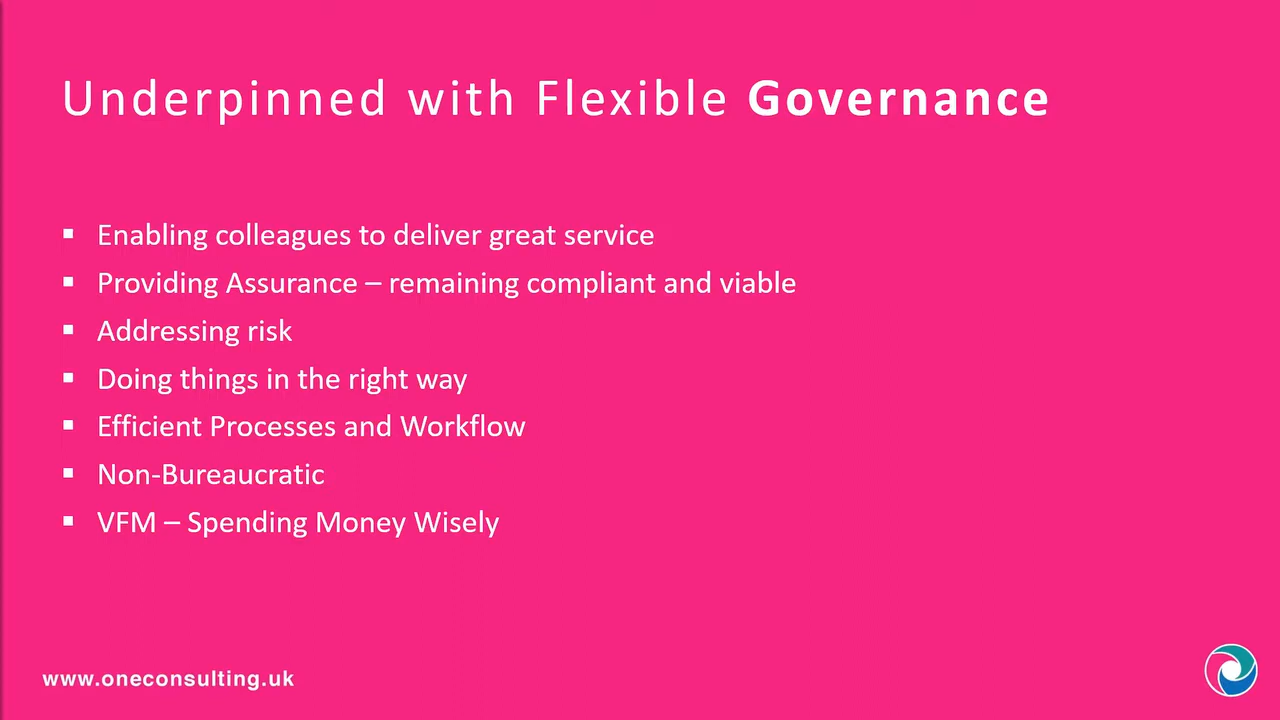 Underpinned with Flexible Governance
▪ Enabling colleagues to deliver great service
▪ Providing Assurance – remaining compliant and viable
▪ Addressing risk
▪ Doing things in the right way
▪ Efficient Processes and Workflow
▪ Non-Bureaucratic
▪ VFM – Spending Money Wisely
www.oneconsulting.uk